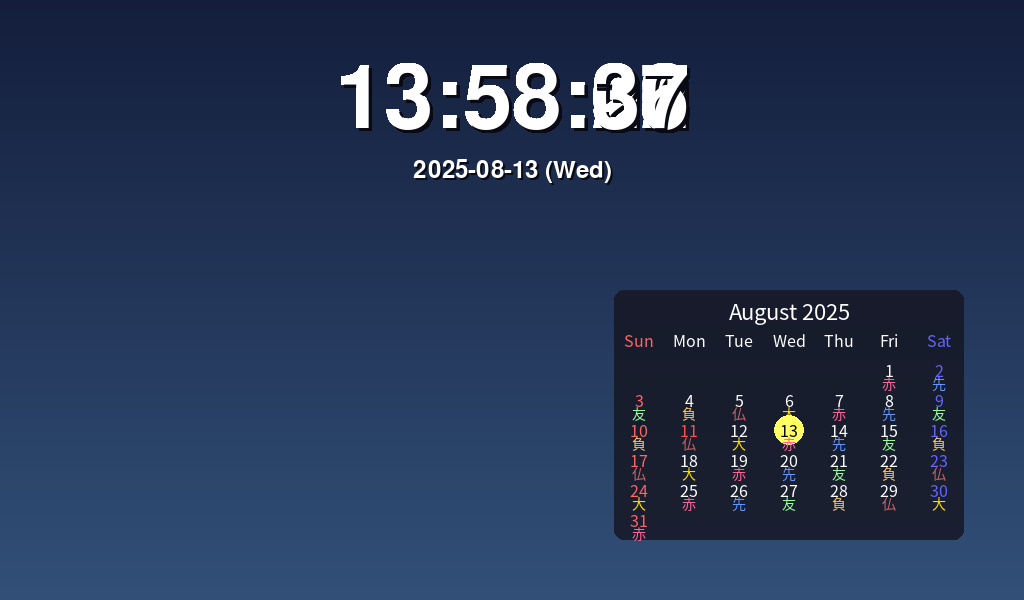 13:58:
2025-08-13 (Wed)
August 2025
Sun Mon Tue Wed Thu Fri Sat
1 2
赤 先
3 4 5 6 7 8 9
友 負 仏 大 赤 先 友
10 11 12 13 14 15 16
負 仏 大 赤 先 友 負
17 18 19 20 21 22 23
仏 大 赤 先 友 負 仏
24 25 26 27 28 29 30
大 赤 先 友 負 仏 大
31
赤